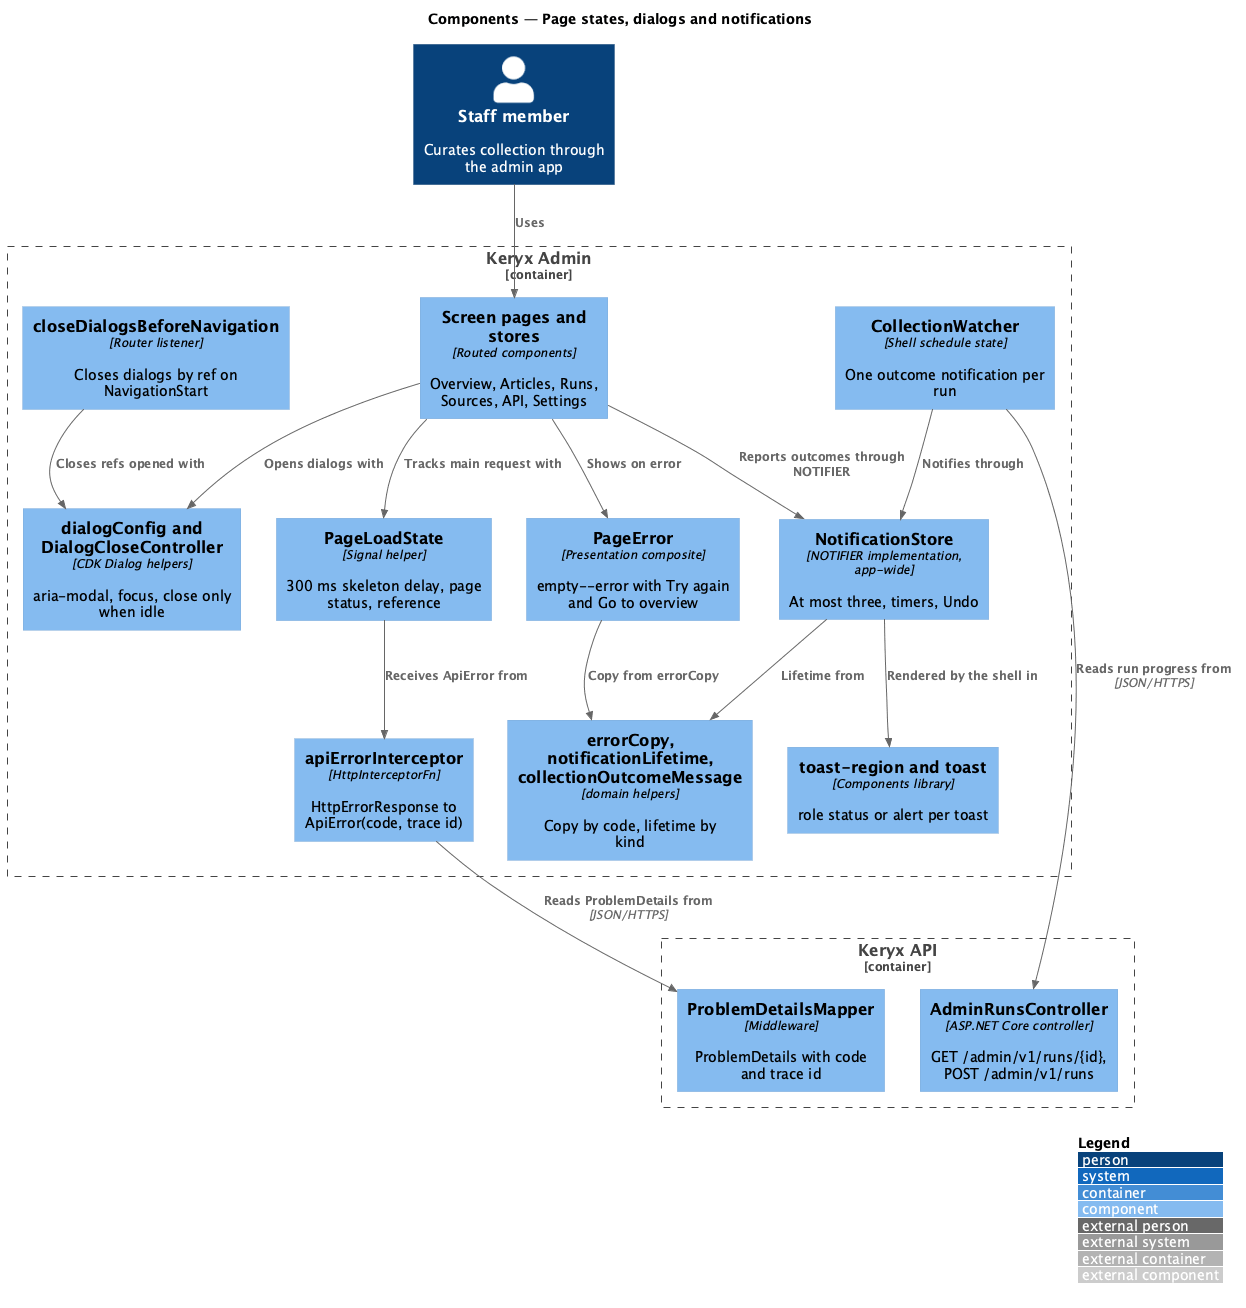 Components — Page states, dialogs and notifications
Staff member
Curates collection through
the admin app
Uses
Keryx Admin
[container]
closeDialogsBeforeNavigation
[Router listener]
Closes dialogs by ref on
NavigationStart
Screen pages and
stores
[Routed components]
Overview, Articles, Runs,
Sources, API, Settings
CollectionWatcher
[Shell schedule state]
One outcome notification per
run
Closes refs opened with
Opens dialogs with
Tracks main request with
Shows on error
Reports outcomes through
NOTIFIER
Notifies through
dialogConfig and
DialogCloseController
[CDK Dialog helpers]
aria-modal, focus, close only
when idle
PageLoadState
[Signal helper]
300 ms skeleton delay, page
status, reference
PageError
[Presentation composite]
empty--error with Try again
and Go to overview
NotificationStore
[NOTIFIER implementation,
app-wide]
At most three, timers, Undo
Receives ApiError from
Copy from errorCopy
Lifetime from
Rendered by the shell in
Reads run progress from
[JSON/HTTPS]
apiErrorInterceptor
[HttpInterceptorFn]
HttpErrorResponse to
ApiError(code, trace id)
errorCopy,
notificationLifetime,
collectionOutcomeMessage
[domain helpers]
Copy by code, lifetime by
kind
toast-region and toast
[Components library]
role status or alert per toast
Reads ProblemDetails from
[JSON/HTTPS]
Keryx API
[container]
ProblemDetailsMapper
[Middleware]
ProblemDetails with code
and trace id
AdminRunsController
[ASP.NET Core controller]
GET /admin/v1/runs/{id},
POST /admin/v1/runs
Legend
person
system
container
component
external person
external system
external container
external component